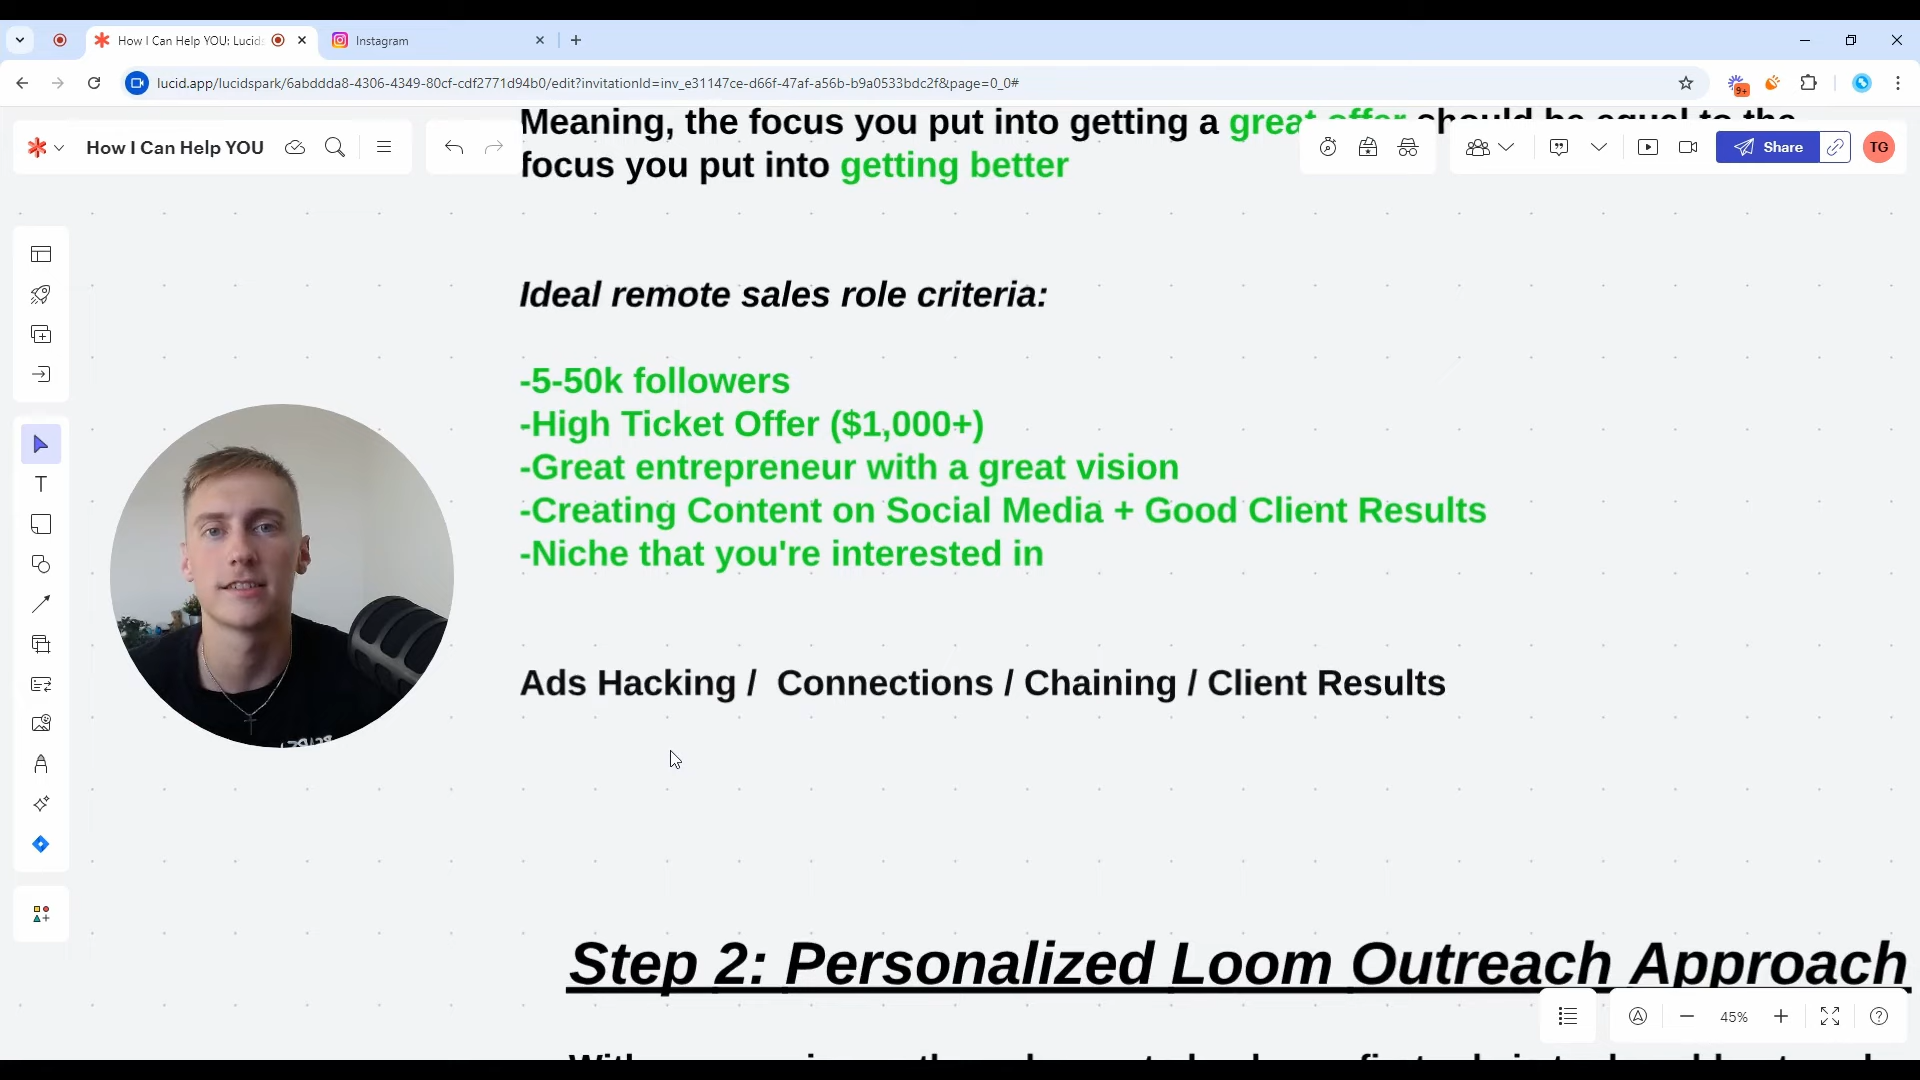 How I Can Help YOU: Lucid
Instagram
lucid.app/lucidspark/6abddda8-4306-4349-80cf-cdf2771d94b0/edit?invitationId=inv_e31147ce-d66f-47af-a56b-b9a0533bdc2f&page=0_0#
9+
How I Can Help YOU
Share
TG
Meaning, the focus you put into getting a great offer should be equal to the
focus you put into getting better
Ideal remote sales role criteria:
-5-50k followers
-High Ticket Offer ($1,000+)
-Great entrepreneur with a great vision
-Creating Content on Social Media + Good Client Results
-Niche that you're interested in
Ads Hacking / Connections / Chaining / Client Results
Step 2: Personalized Loom Outreach Approach
45%